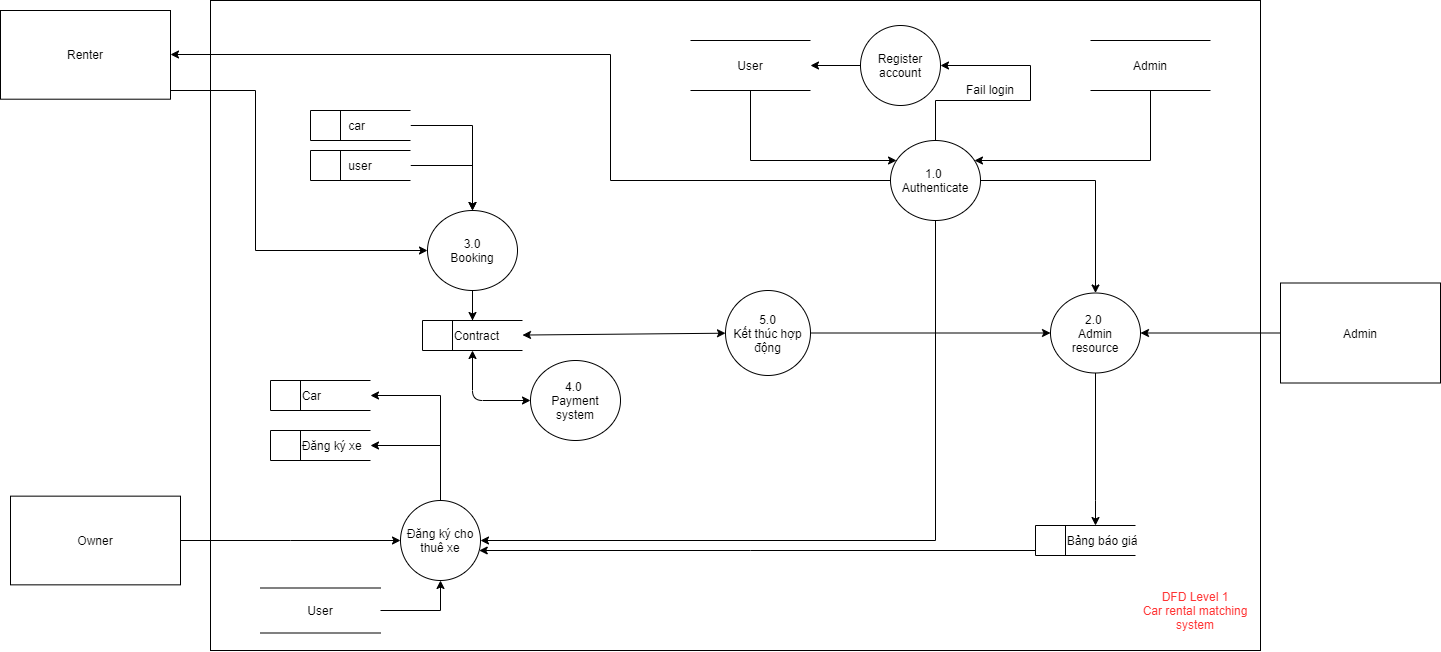 Renter
User
Register
account
Admin
Fail login
car
user
1.0
Authenticate
3.0
Booking
Contract
5.0
Kết thúc hợp
động
2.0
Admin
resource
Admin
4.0
Payment
system
Car
Đăng ký xe
Owner
Đăng ký cho
thuê xe
Bảng báo giá
User
DFD Level 1
Car rental matching
system